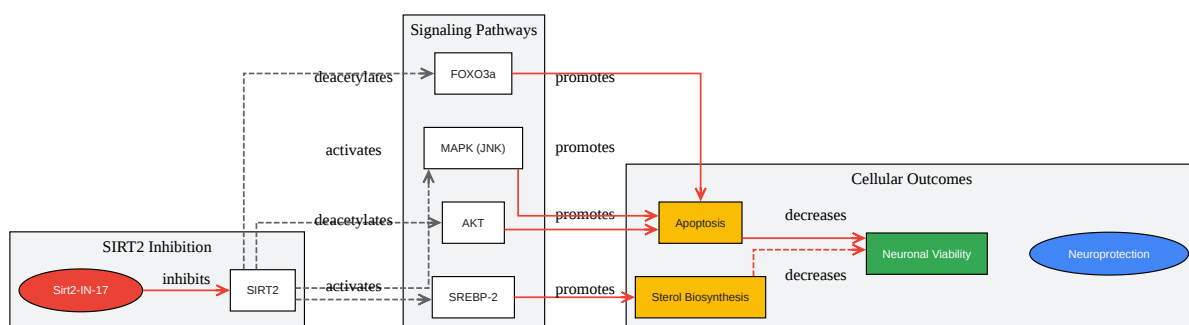 Signaling Pathways
deacetylates
FOXO3a
promotes
activates
MAPK (JNK)
promotes
Cellular Outcomes
deacetylates
AKT
promotes
Apoptosis
decreases
SIRT2 Inhibition
Neuronal Viability
Neuroprotection
inhibits
decreases
Sirt2-IN-17
SIRT2
activates
SREBP-2
promotes
Sterol Biosynthesis